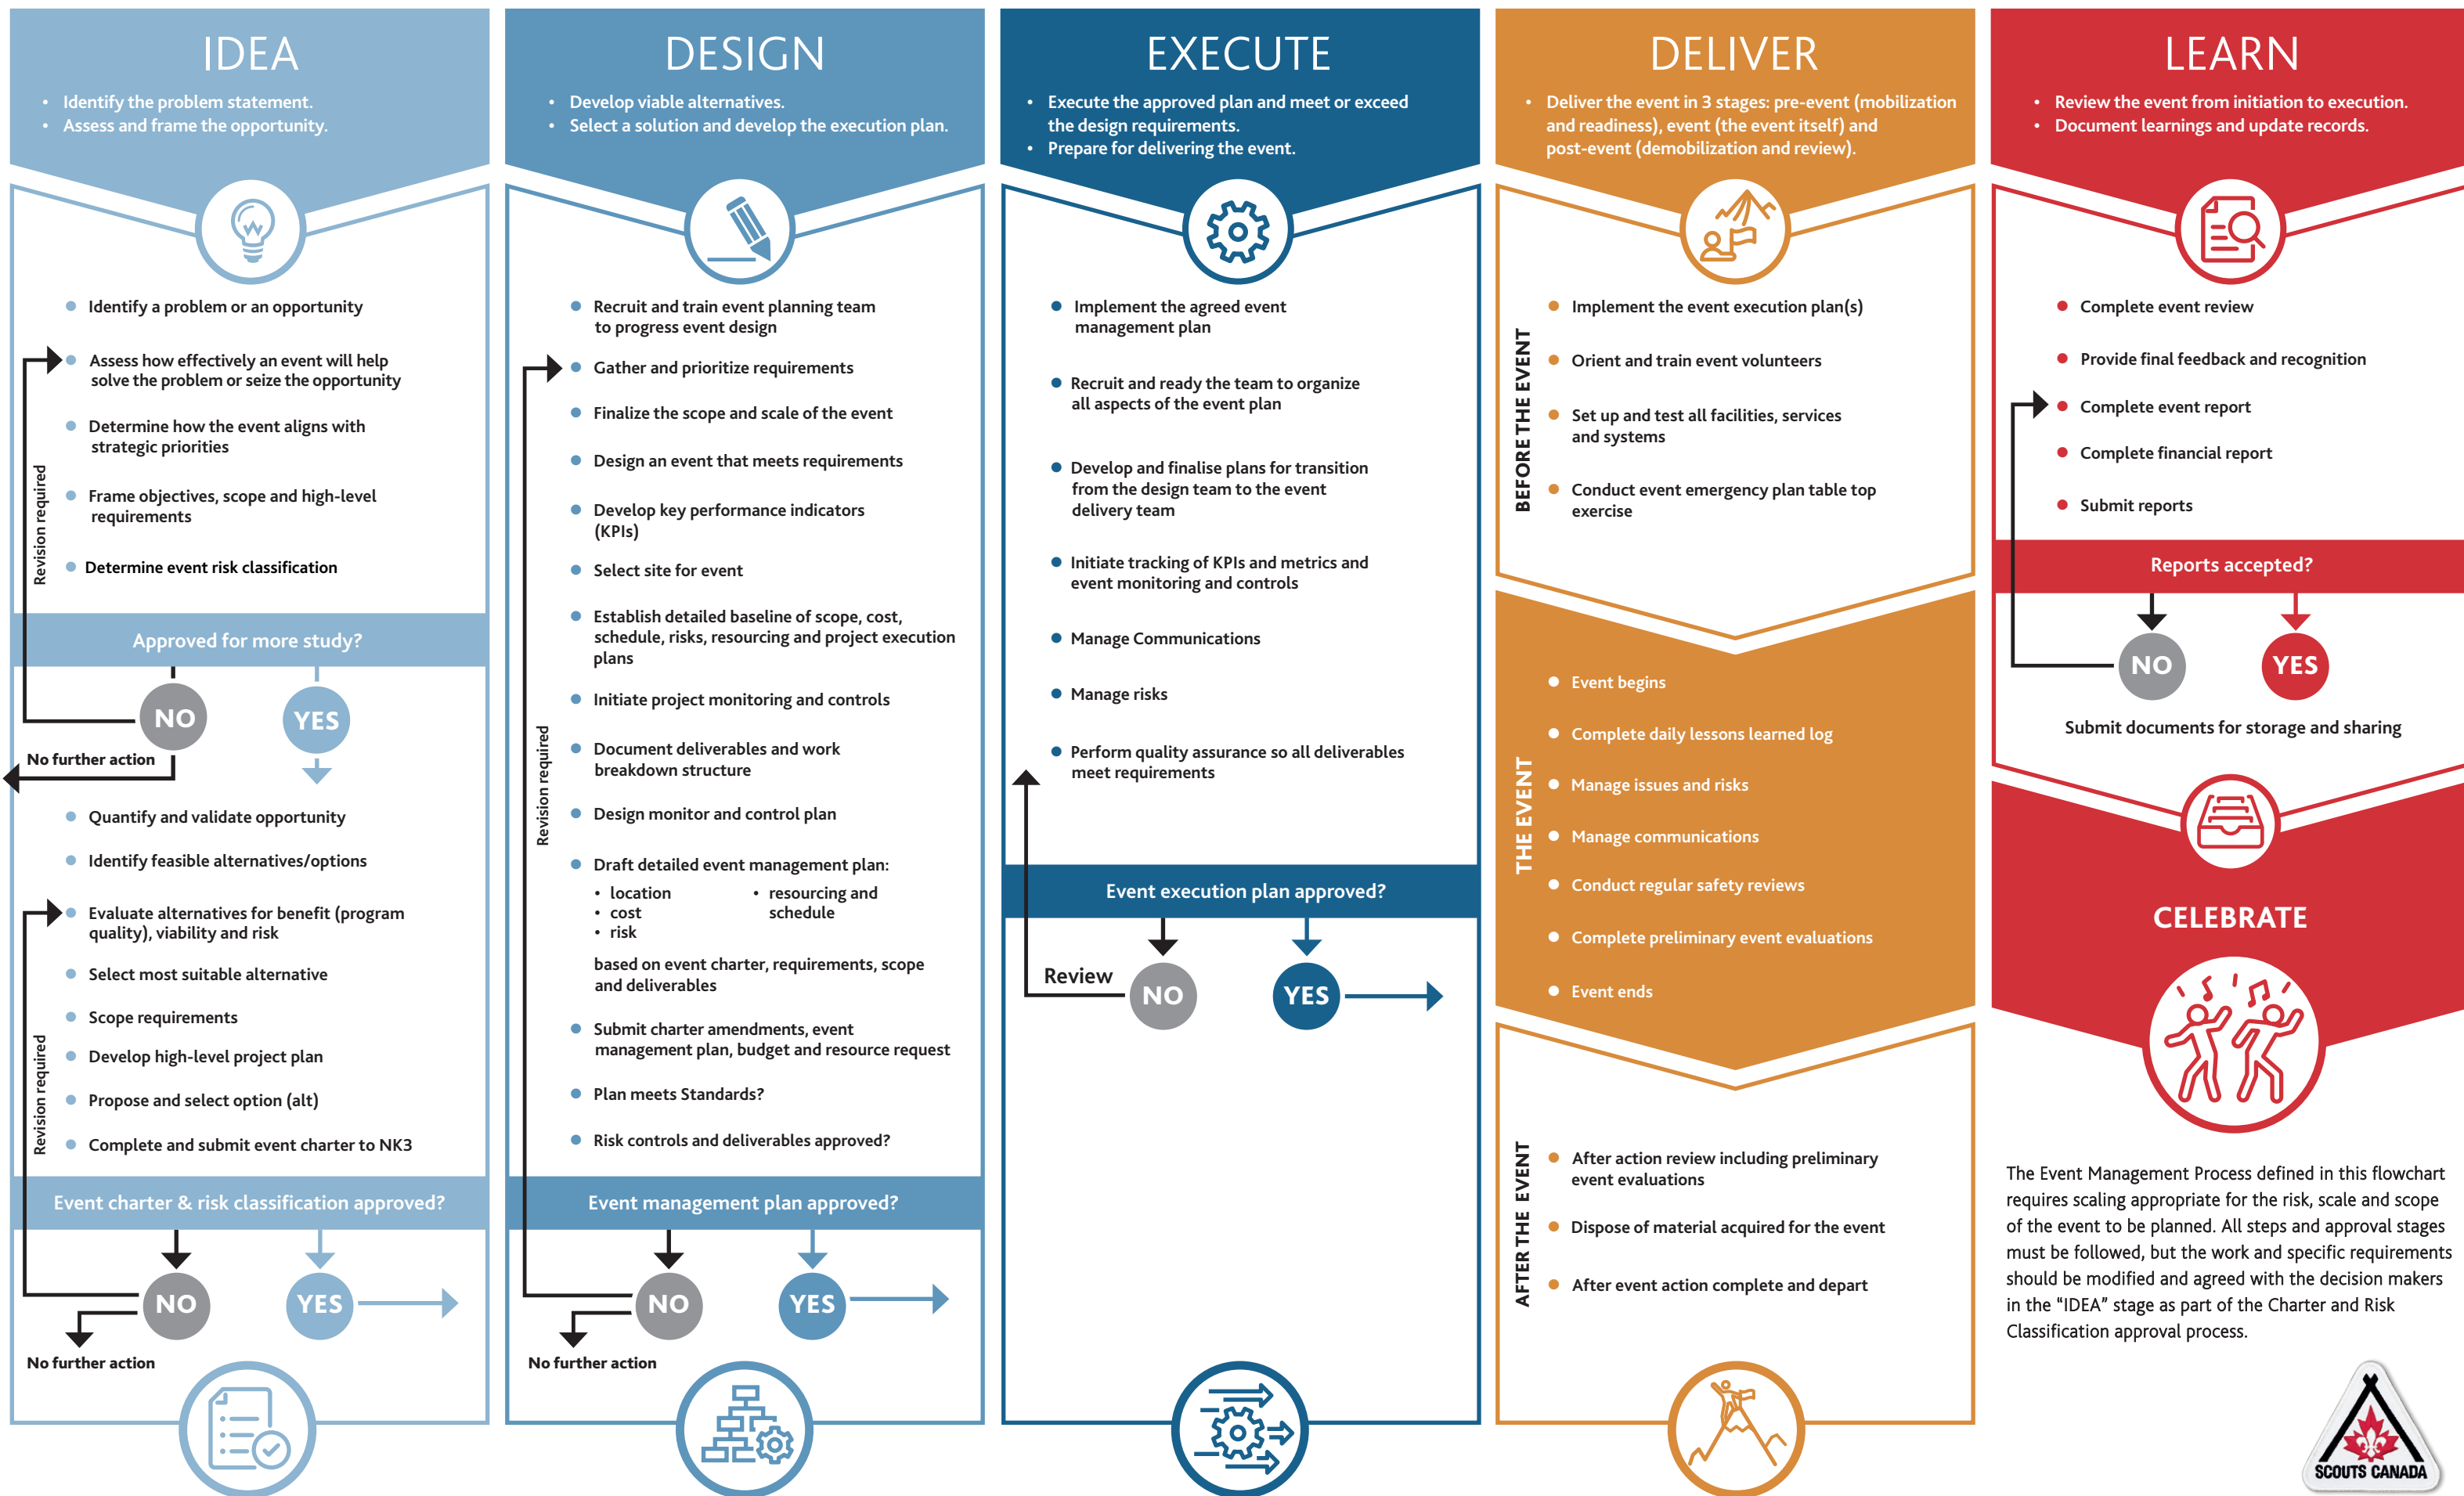 IDEA
• Identify the problem statement.
• Assess and frame the opportunity.
Identify a problem or an opportunity
Assess how effectively an event will help
solve the problem or seize the opportunity
Determine how the event aligns with
strategic priorities
Frame objectives, scope and high-level
requirements
Determine event risk classification
Revision required
Approved for more study?
NO
YES
No further action
Quantify and validate opportunity
Identify feasible alternatives/options
Evaluate alternatives for benefit (program
quality), viability and risk
Select most suitable alternative
Scope requirements
Develop high-level project plan
Propose and select option (alt)
Complete and submit event charter to NK3
Revision required
Event charter & risk classification approved?
NO
YES
No further action
DESIGN
• Develop viable alternatives.
• Select a solution and develop the execution plan.
Recruit and train event planning team
to progress event design
Gather and prioritize requirements
Finalize the scope and scale of the event
Design an event that meets requirements
Develop key performance indicators
(KPIs)
Select site for event
Establish detailed baseline of scope, cost,
schedule, risks, resourcing and project execution
plans
Initiate project monitoring and controls
Document deliverables and work
breakdown structure
Design monitor and control plan
Draft detailed event management plan:
• location
• cost
• risk
• resourcing and
schedule
based on event charter, requirements, scope
and deliverables
Submit charter amendments, event
management plan, budget and resource request
Plan meets Standards?
Risk controls and deliverables approved?
Revision required
Event management plan approved?
NO
YES
No further action
EXECUTE
• Execute the approved plan and meet or exceed
the design requirements.
• Prepare for delivering the event.
Implement the agreed event
management plan
Recruit and ready the team to organize
all aspects of the event plan
Develop and finalise plans for transition
from the design team to the event
delivery team
Initiate tracking of KPIs and metrics and
event monitoring and controls
Manage Communications
Manage risks
Perform quality assurance so all deliverables
meet requirements
Event execution plan approved?
Review
NO
YES
DELIVER
• Deliver the event in 3 stages: pre-event (mobilization
and readiness), event (the event itself) and
post-event (demobilization and review).
BEFORE THE EVENT
Implement the event execution plan(s)
Orient and train event volunteers
Set up and test all facilities, services
and systems
Conduct event emergency plan table top
exercise
THE EVENT
Event begins
Complete daily lessons learned log
Manage issues and risks
Manage communications
Conduct regular safety reviews
Complete preliminary event evaluations
Event ends
AFTER THE EVENT
After action review including preliminary
event evaluations
Dispose of material acquired for the event
After event action complete and depart
LEARN
• Review the event from initiation to execution.
• Document learnings and update records.
Complete event review
Provide final feedback and recognition
Complete event report
Complete financial report
Submit reports
Reports accepted?
NO
YES
Submit documents for storage and sharing
CELEBRATE
The Event Management Process defined in this flowchart
requires scaling appropriate for the risk, scale and scope
of the event to be planned. All steps and approval stages
must be followed, but the work and specific requirements
should be modified and agreed with the decision makers
in the “IDEA” stage as part of the Charter and Risk
Classification approval process.
SCOUTS CANADA